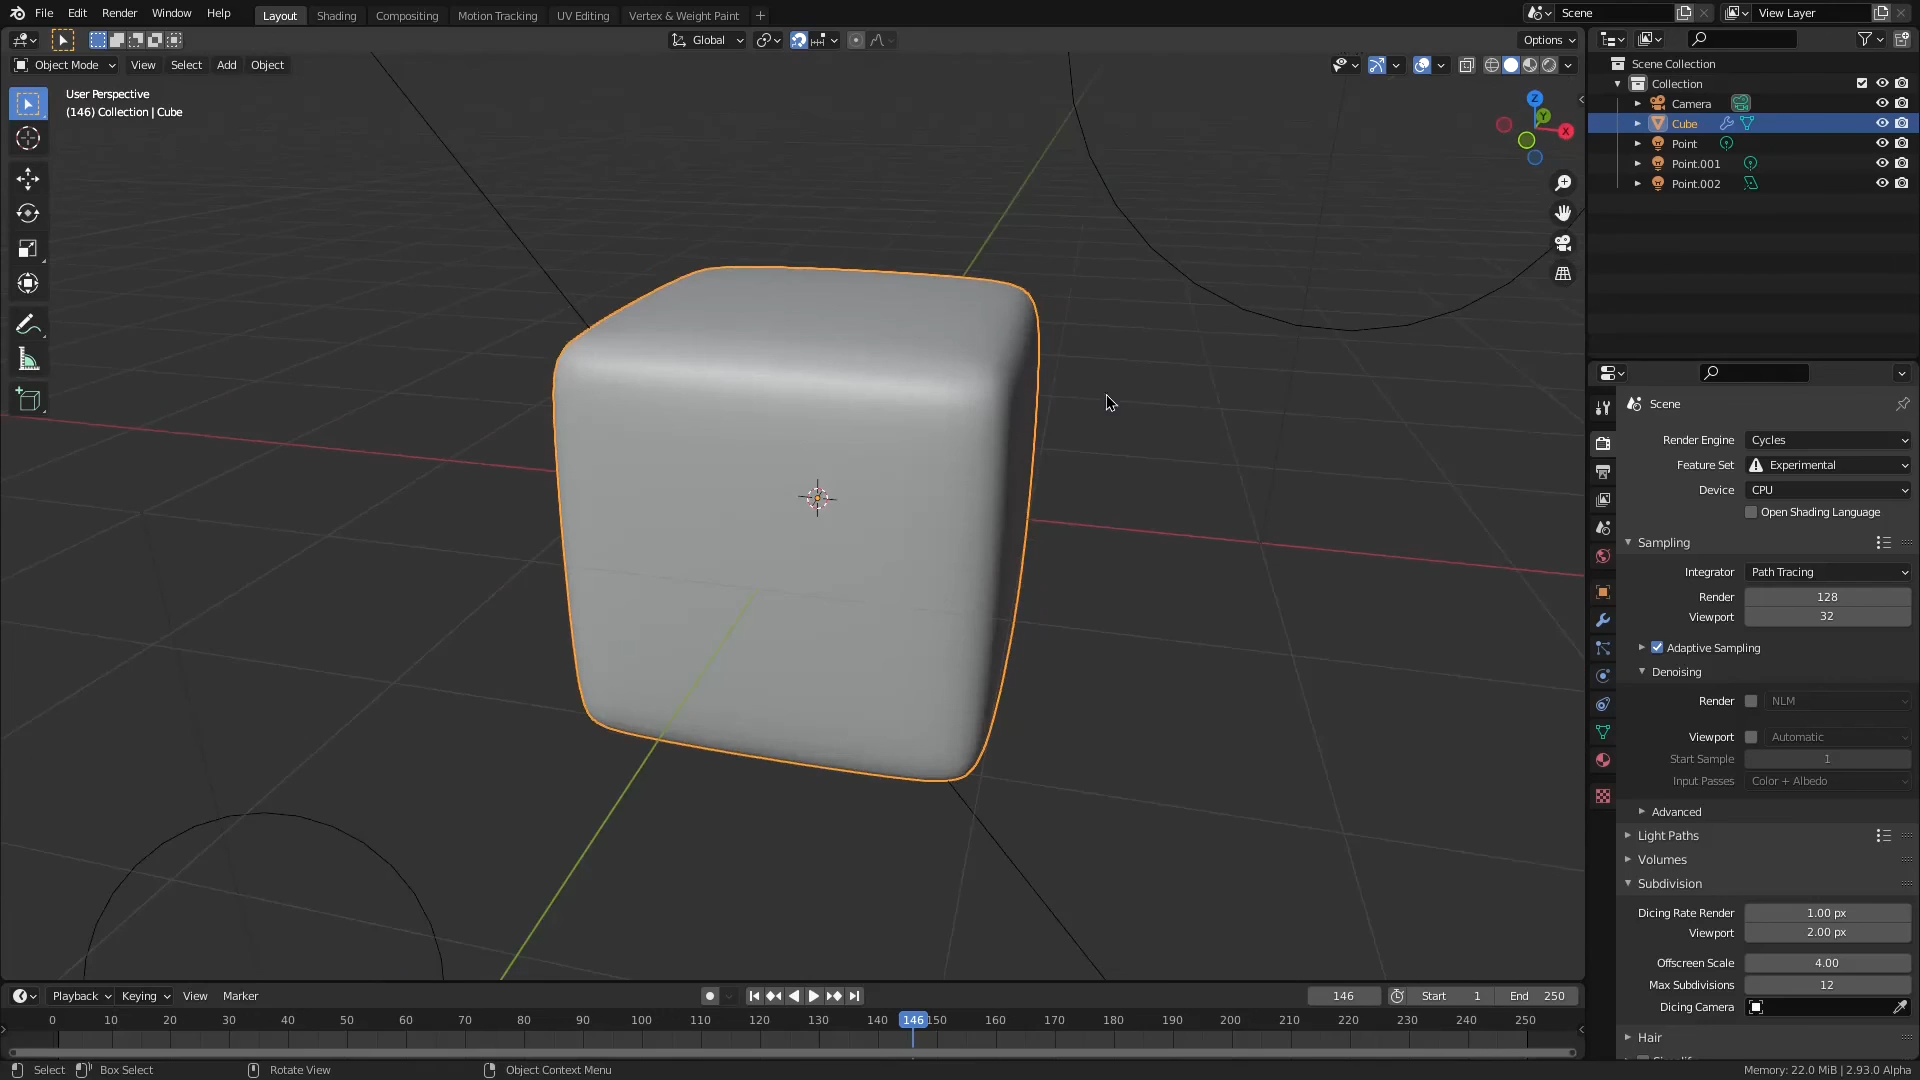 File Edit Render Window Help Layout Shading Compositing Motion Tracking UV Editing Vertex & Weight Paint + Scene View Layer
Global Options
Object Mode View Select Add Object
User Perspective
(146) Collection | Cube
Z
Y
X
Scene Collection
Collection
Camera
Cube
Point
Point.001
Point.002
Scene
Render Engine Cycles
Feature Set Experimental
Device CPU
Open Shading Language
Sampling
Integrator Path Tracing
Render 128
Viewport 32
Adaptive Sampling
Denoising
Render NLM
Viewport Automatic
Start Sample 1
Input Passes Color + Albedo
Advanced
Light Paths
Volumes
Subdivision
Dicing Rate Render 1.00 px
Viewport 2.00 px
Offscreen Scale 4.00
Max Subdivisions 12
Dicing Camera
Hair
Playback Keying View Marker 146 Start 1 End 250
0 10 20 30 40 50 60 70 80 90 100 110 120 130 140 146 150 160 170 180 190 200 210 220 230 240 250
Select Box Select Rotate View Object Context Menu Memory: 22.0 MiB | 2.93.0 Alpha